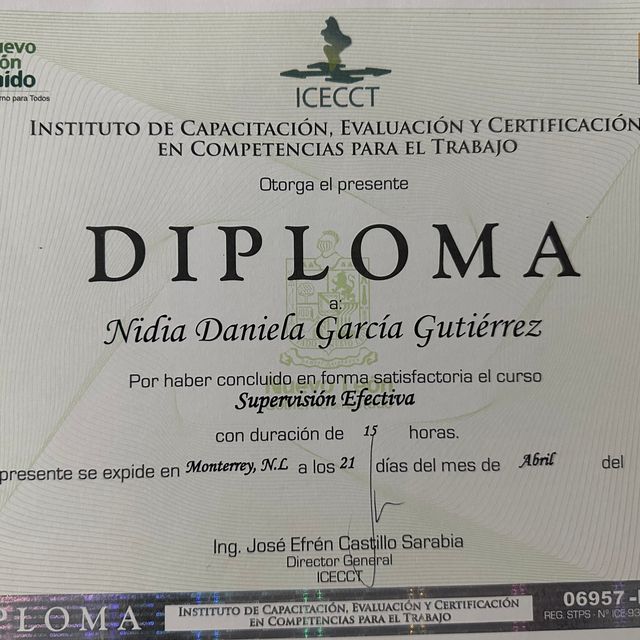 uevo
ón
ido
no para Todos
ICECCT
INSTITUTO DE CAPACITACIÓN, EVALUACIÓN Y CERTIFICACIÓN
EN COMPETENCIAS PARA EL TRABAJO
Otorga el presente
DIPLOMA
a:
Nidia Daniela García Gutiérrez
Por haber concluido en forma satisfactoria el curso
Supervisión Efectiva
con duración de 15 horas.
presente se expide en Monterrey, N.L a los 21 días del mes de Abril del
Ing. José Efrén Castillo Sarabia
Director General
ICECCT
PLOMA
INSTITUTO DE CAPACITACIÓN, EVALUACIÓN Y CERTIFICACIÓN
EN COMPETENCIAS PARA EL TRABAJO
06957-
REG. STPS - Nº ICE-93